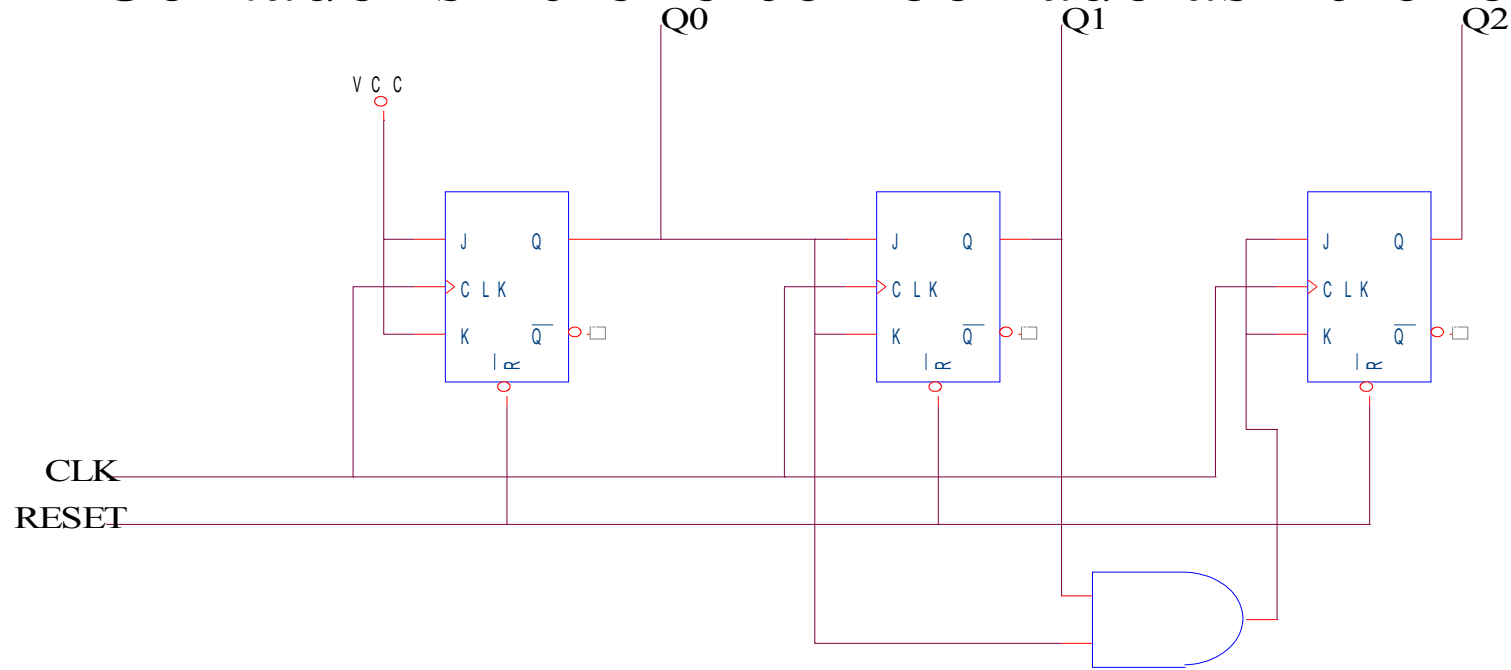 Q0 Q1 Q2
VCC
J Q J Q J Q
CLK CLK CLK
K Q K Q K Q
R R R
CLK
RESET